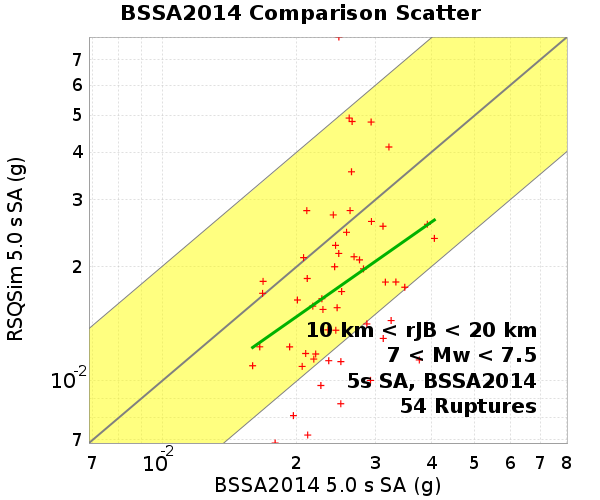 BSSA2014 Comparison Scatter
RSQSim 5.0 s SA (g)
7
6
5
4
3
2
10-2
7
10 km < rJB < 20 km
7 < Mw < 7.5
5s SA, BSSA2014
54 Ruptures
7 10-2 2 3 4 5 6 7 8
BSSA2014 5.0 s SA (g)